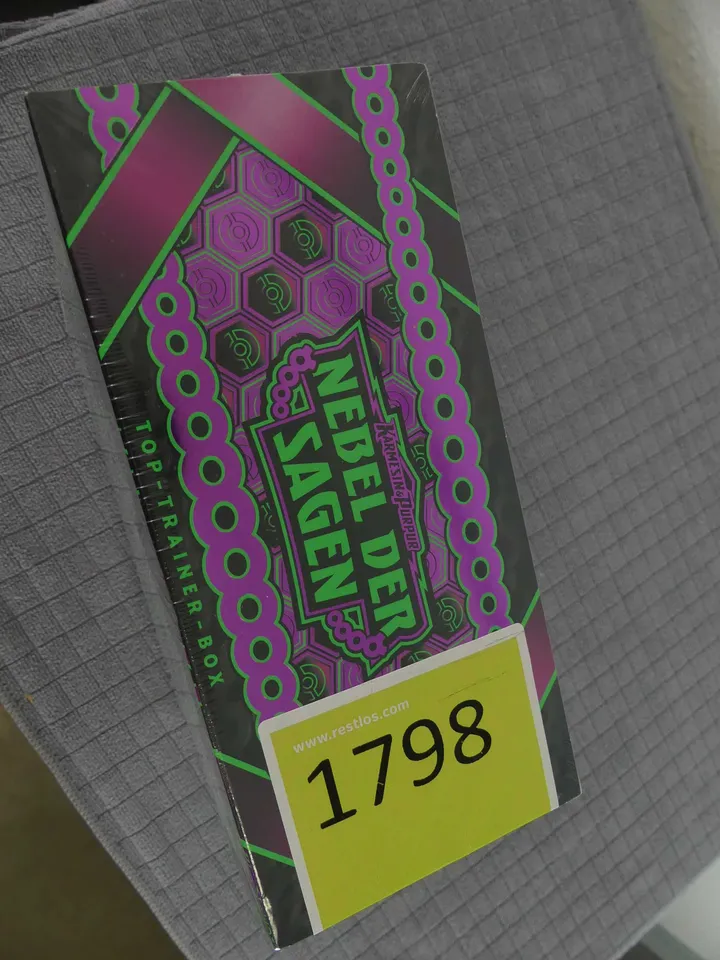 KARMESIN & PURPUR
NEBEL DER
SAGEN
TOP-TRAINER-BOX
www.restlos.com
1798